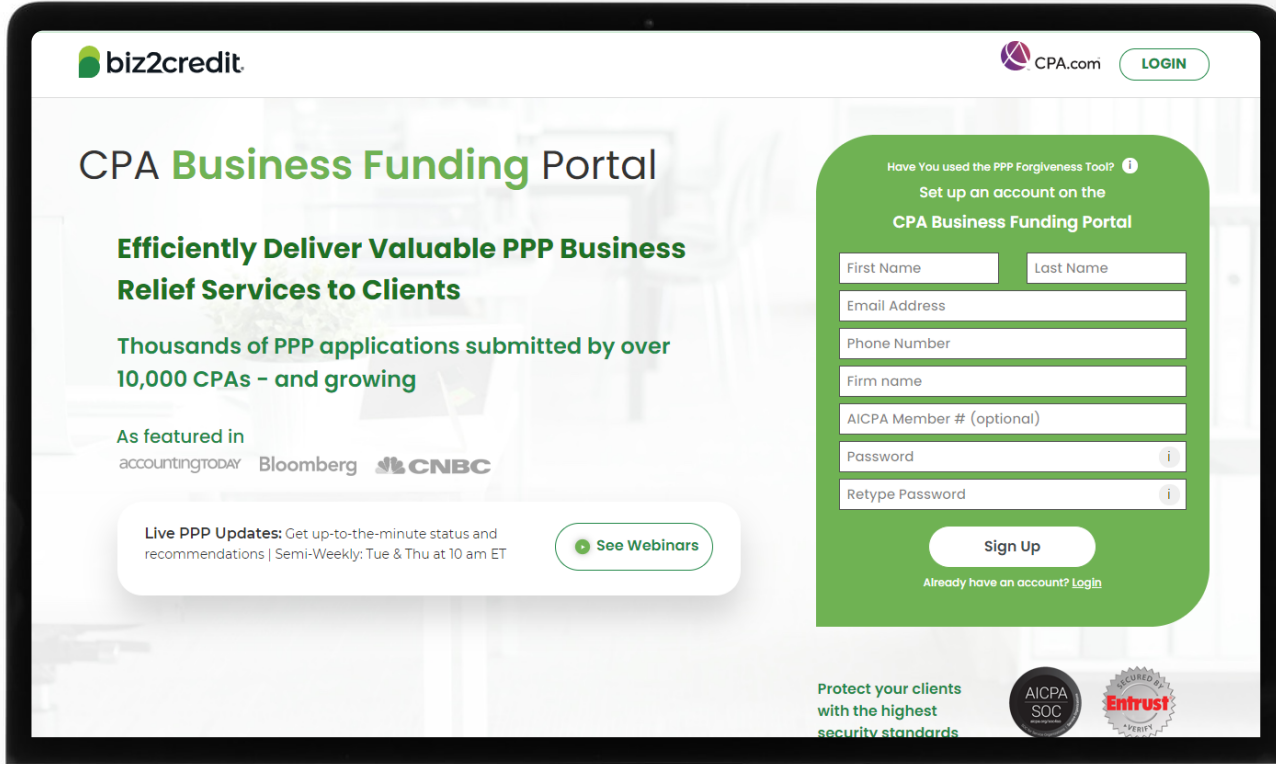 biz2credit
CPA.com
LOGIN
CPA Business Funding Portal
Efficiently Deliver Valuable PPP Business
Relief Services to Clients
Thousands of PPP applications submitted by over
10,000 CPAs - and growing
As featured in
accountingTODAY Bloomberg CNBC
Live PPP Updates: Get up-to-the-minute status and
recommendations | Semi-Weekly: Tue & Thu at 10 am ET
See Webinars
Have You used the PPP Forgiveness Tool? i
Set up an account on the
CPA Business Funding Portal
First Name Last Name
Email Address
Phone Number
Firm name
AICPA Member # (optional)
Password i
Retype Password i
Sign Up
Already have an account? Login
Protect your clients
with the highest
security standards
AICPA
SOC
SECURED BY
Entrust
VERIFY